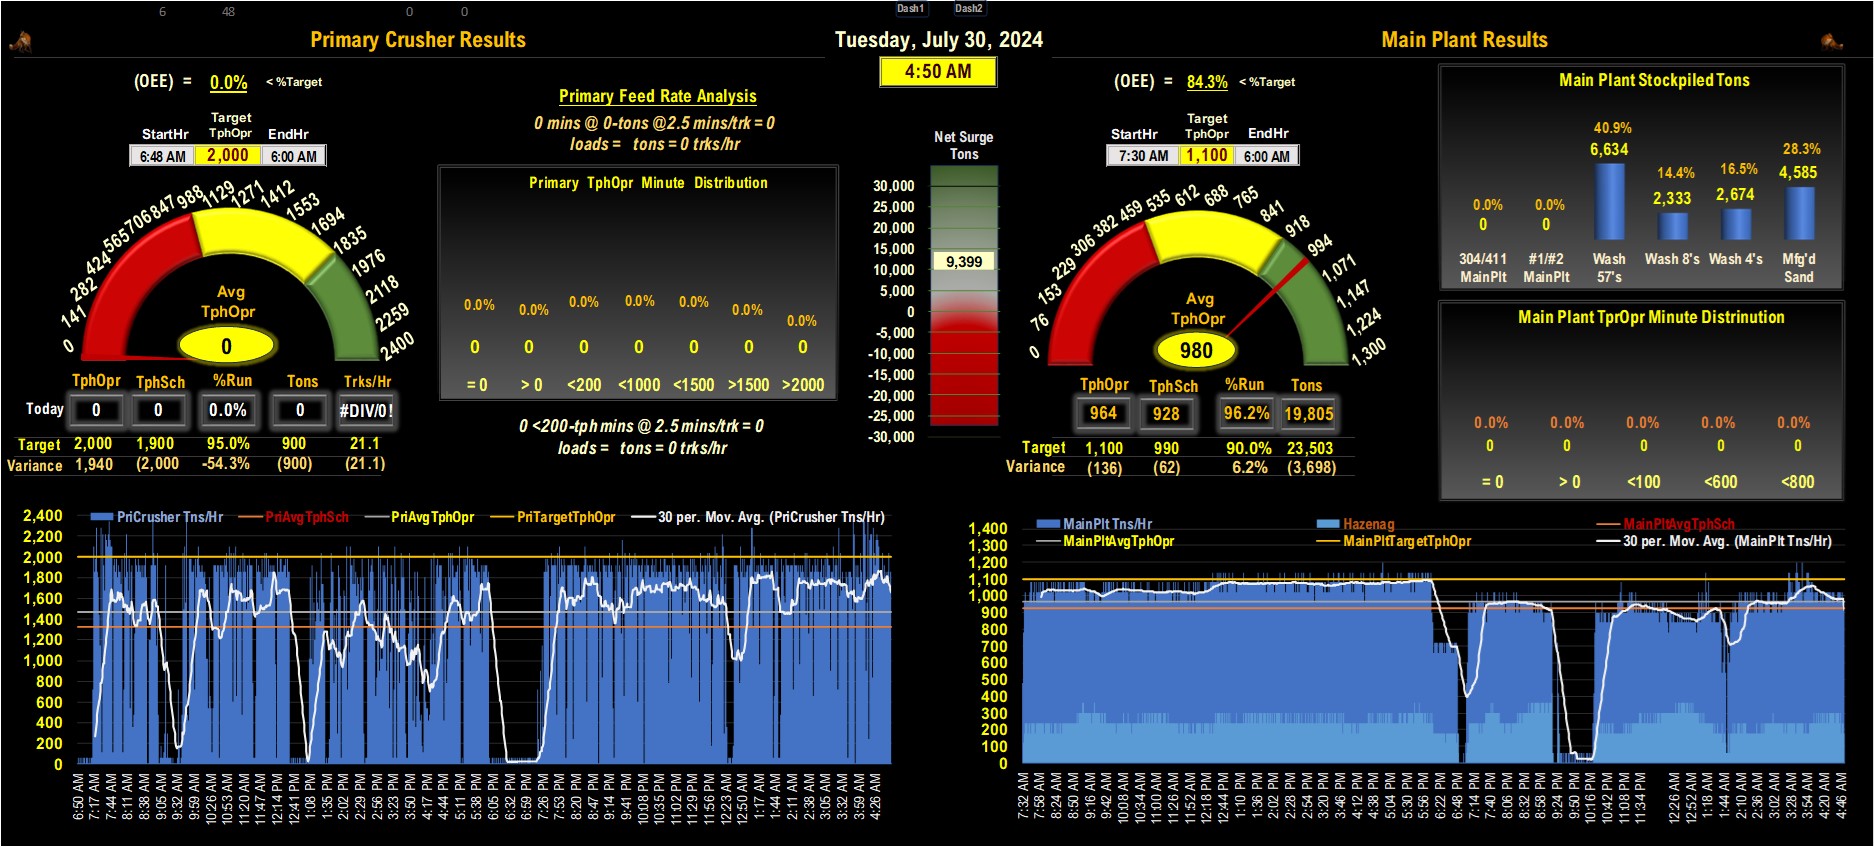 6 48 0 0 Dash1 Dash2
Primary Crusher Results
Tuesday, July 30, 2024
Main Plant Results
4:50 AM
(OEE) = 0.0% < %Target
Target
StartHr TphOpr EndHr
6:48 AM 2,000 6:00 AM
0 141 282 424 565 706 847 988 1129 1271 1412 1553 1694 1835 1976 2118 2259 2400
Avg
TphOpr
0
TphOpr TphSch %Run Tons Trks/Hr
Today 0 0 0.0% 0 #DIV/0!
Target 2,000 1,900 95.0% 900 21.1
Variance 1,940 (2,000 -54.3% (900) (21.1)
Primary Feed Rate Analysis
0 mins @ 0-tons @2.5 mins/trk = 0
loads = tons = 0 trks/hr
Primary TphOpr Minute Distribution
0.0% 0.0% 0.0% 0.0% 0.0% 0.0% 0.0%
0 0 0 0 0 0 0
= 0 > 0 <200 <1000 <1500 >1500 >2000
0 <200-tph mins @ 2.5 mins/trk = 0
loads = tons = 0 trks/hr
Net Surge
Tons
30,000
25,000
20,000
15,000
9,399
10,000
5,000
0
-5,000
-10,000
-15,000
-20,000
-25,000
-30,000
(OEE) = 84.3% < %Target
Target
StartHr TphOpr EndHr
7:30 AM 1,100 6:00 AM
0 76 153 229 306 382 459 535 612 688 765 841 918 994 1,071 1,147 1,224 1,300
Avg
TphOpr
980
TphOpr TphSch %Run Tons
964 928 96.2% 19,805
Target 1,100 990 90.0% 23,503
Variance (136) (62) 6.2% (3,698)
Main Plant Stockpiled Tons
0.0% 0.0% 40.9% 14.4% 16.5% 28.3%
0 0 6,634 2,333 2,674 4,585
304/411 #1/#2 Wash Wash 8's Wash 4's Mfg'd
MainPlt MainPlt 57's Sand
Main Plant TprOpr Minute Distrinution
0.0% 0.0% 0.0% 0.0% 0.0%
0 0 0 0 0
= 0 > 0 <100 <600 <800
PriCrusher Tns/Hr PriAvgTphSch PriAvgTphOpr PriTargetTphOpr 30 per. Mov. Avg. (PriCrusher Tns/Hr)
2,400
2,200
2,000
1,800
1,600
1,400
1,200
1,000
800
600
400
200
0
6:50 AM 7:17 AM 7:44 AM 8:11 AM 8:38 AM 9:05 AM 9:32 AM 9:59 AM 10:26 AM 10:53 AM 11:20 AM 11:47 AM 12:14 PM 12:41 PM 1:08 PM 1:35 PM 2:02 PM 2:29 PM 2:56 PM 3:23 PM 3:50 PM 4:17 PM 4:44 PM 5:11 PM 5:38 PM 6:05 PM 6:32 PM 6:59 PM 7:26 PM 7:53 PM 8:20 PM 8:47 PM 9:14 PM 9:41 PM 10:08 PM 10:35 PM 11:02 PM 11:29 PM 11:56 PM 12:23 AM 12:50 AM 1:17 AM 1:44 AM 2:11 AM 2:38 AM 3:05 AM 3:32 AM 3:59 AM 4:26 AM
MainPlt Tns/Hr Hazenag MainPltAvgTphSch
MainPltAvgTphOpr MainPltTargetTphOpr 30 per. Mov. Avg. (MainPlt Tns/Hr)
1,400
1,300
1,200
1,100
1,000
900
800
700
600
500
400
300
200
100
0
7:32 AM 7:58 AM 8:24 AM 8:50 AM 9:16 AM 9:42 AM 10:08 AM 10:34 AM 11:00 AM 11:26 AM 11:52 AM 12:18 PM 12:44 PM 1:10 PM 1:36 PM 2:02 PM 2:28 PM 2:54 PM 3:20 PM 3:46 PM 4:12 PM 4:38 PM 5:04 PM 5:30 PM 5:56 PM 6:22 PM 6:48 PM 7:14 PM 7:40 PM 8:06 PM 8:32 PM 8:58 PM 9:24 PM 9:50 PM 10:16 PM 10:42 PM 11:08 PM 11:34 PM 12:26 AM 12:52 AM 1:18 AM 1:44 AM 2:10 AM 2:36 AM 3:02 AM 3:28 AM 3:54 AM 4:20 AM 4:46 AM